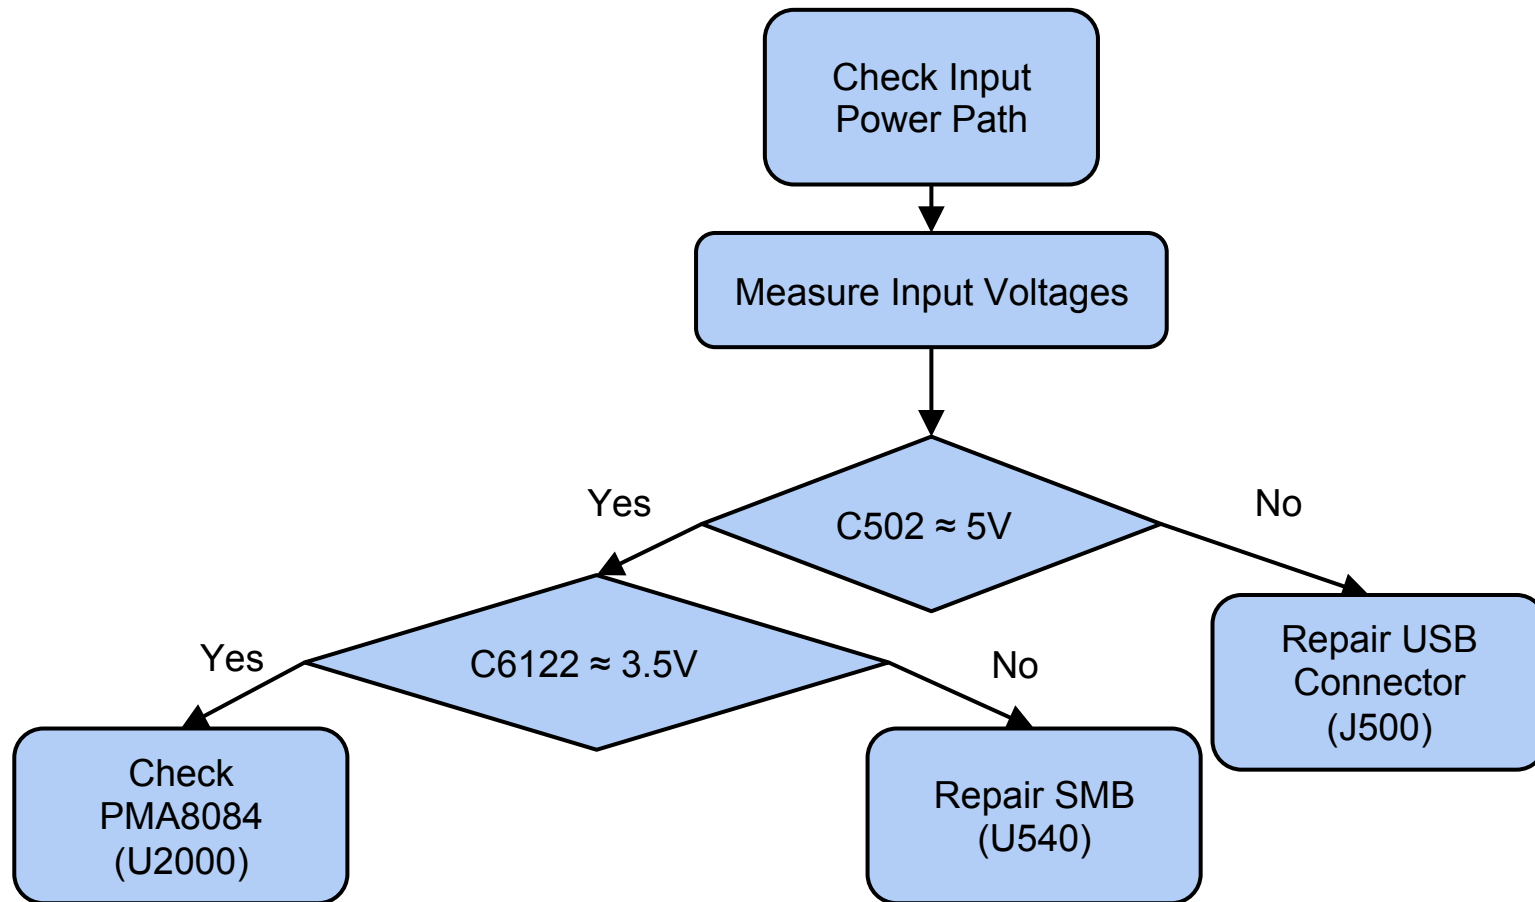 Check Input
Power Path
Measure Input Voltages
Yes
C502 ≈ 5V
No
Yes
C6122 ≈ 3.5V
No
Repair USB
Connector
(J500)
Check
PMA8084
(U2000)
Repair SMB
(U540)